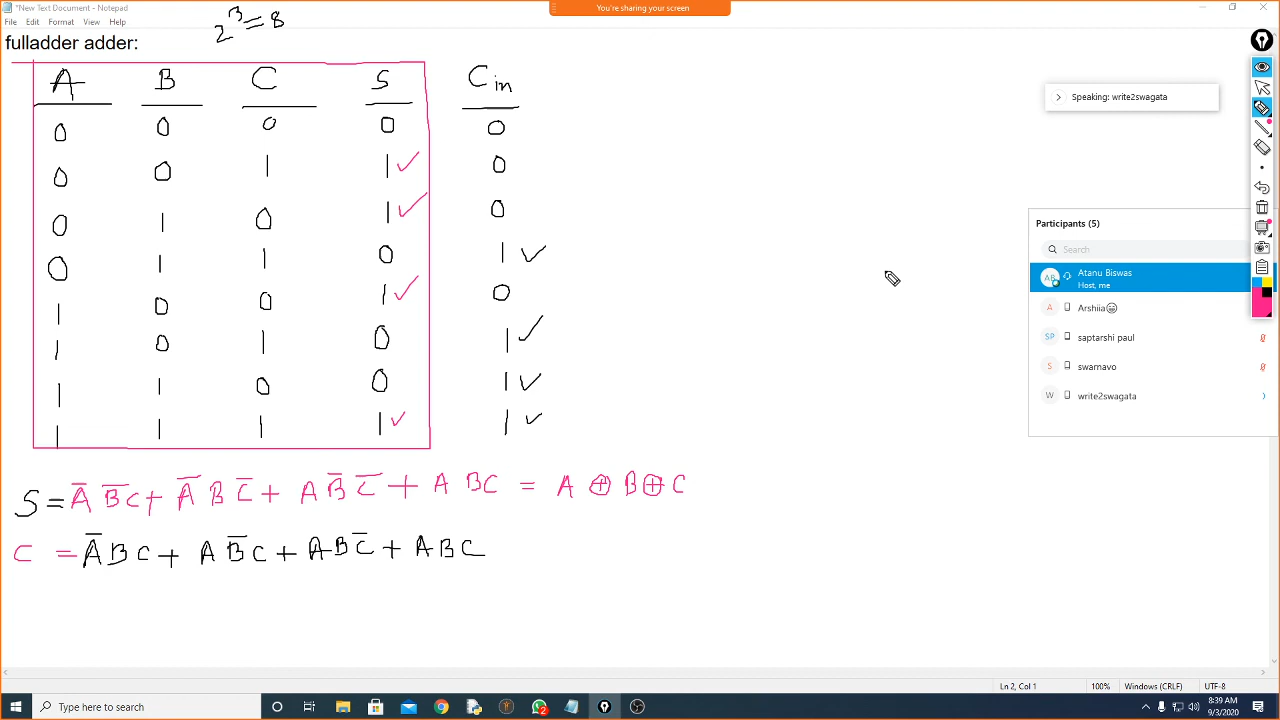 *New Text Document - Notepad
You're sharing your screen
File Edit Format View Help
2³=8
fulladder adder:
A B C S Cin
0 0 0 0 0
0 0 1 1✓ 0
0 1 0 1✓ 0
0 1 1 0 1✓
1 0 0 1✓ 0
1 0 1 0 1✓
1 1 0 0 1✓
1 1 1 1✓ 1✓
S = A̅ B̅ C + A̅ B C̅ + A B̅ C̅ + A B C = A ⊕ B ⊕ C
C = A̅ B C + A B̅ C + A B C̅ + A B C
Speaking: write2swagata
Participants (5)
Search
AB Atanu Biswas
Host, me
A Arshiia😀
SP saptarshi paul
S swarnavo
W write2swagata
Ln 2, Col 1 100% Windows (CRLF) UTF-8
Type here to search
2
8:39 AM
9/3/2020